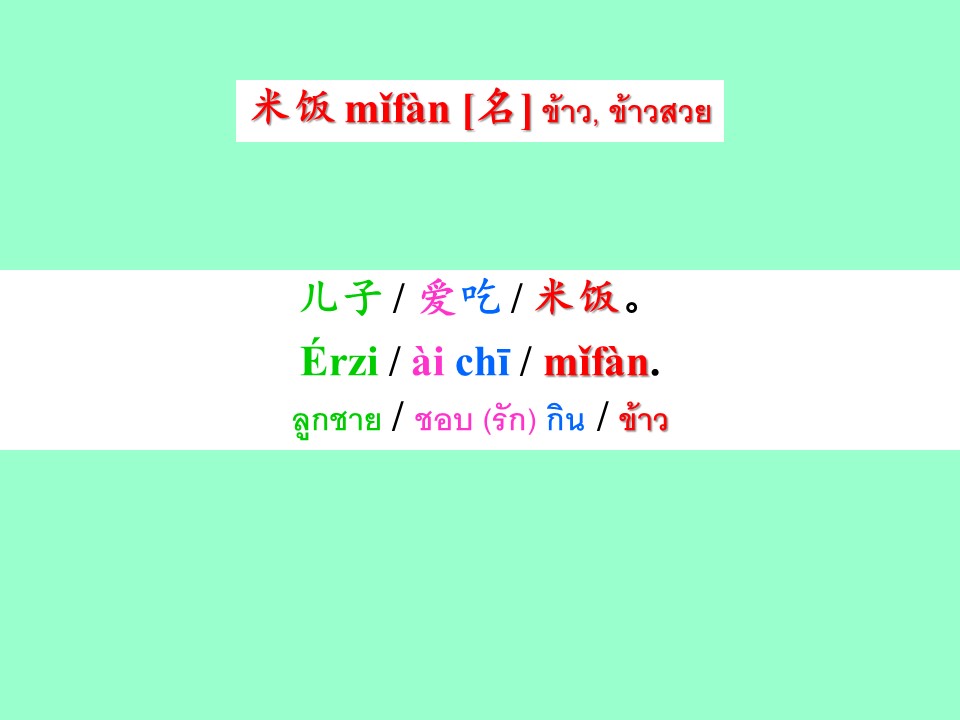 米饭 mǐfàn [名] ข้าว, ข้าวสวย
儿子 / 爱吃 / 米饭。
Érzi / ài chī / mǐfàn.
ลูกชาย / ชอบ (รัก) กิน / ข้าว